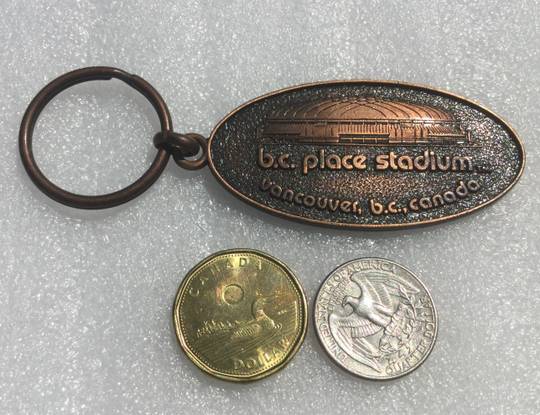 b.c. place stadium
vancouver, b.c., canada
CANADA
DOLLAR
UNITED STATES OF AMERICA
QUARTER DOLLAR